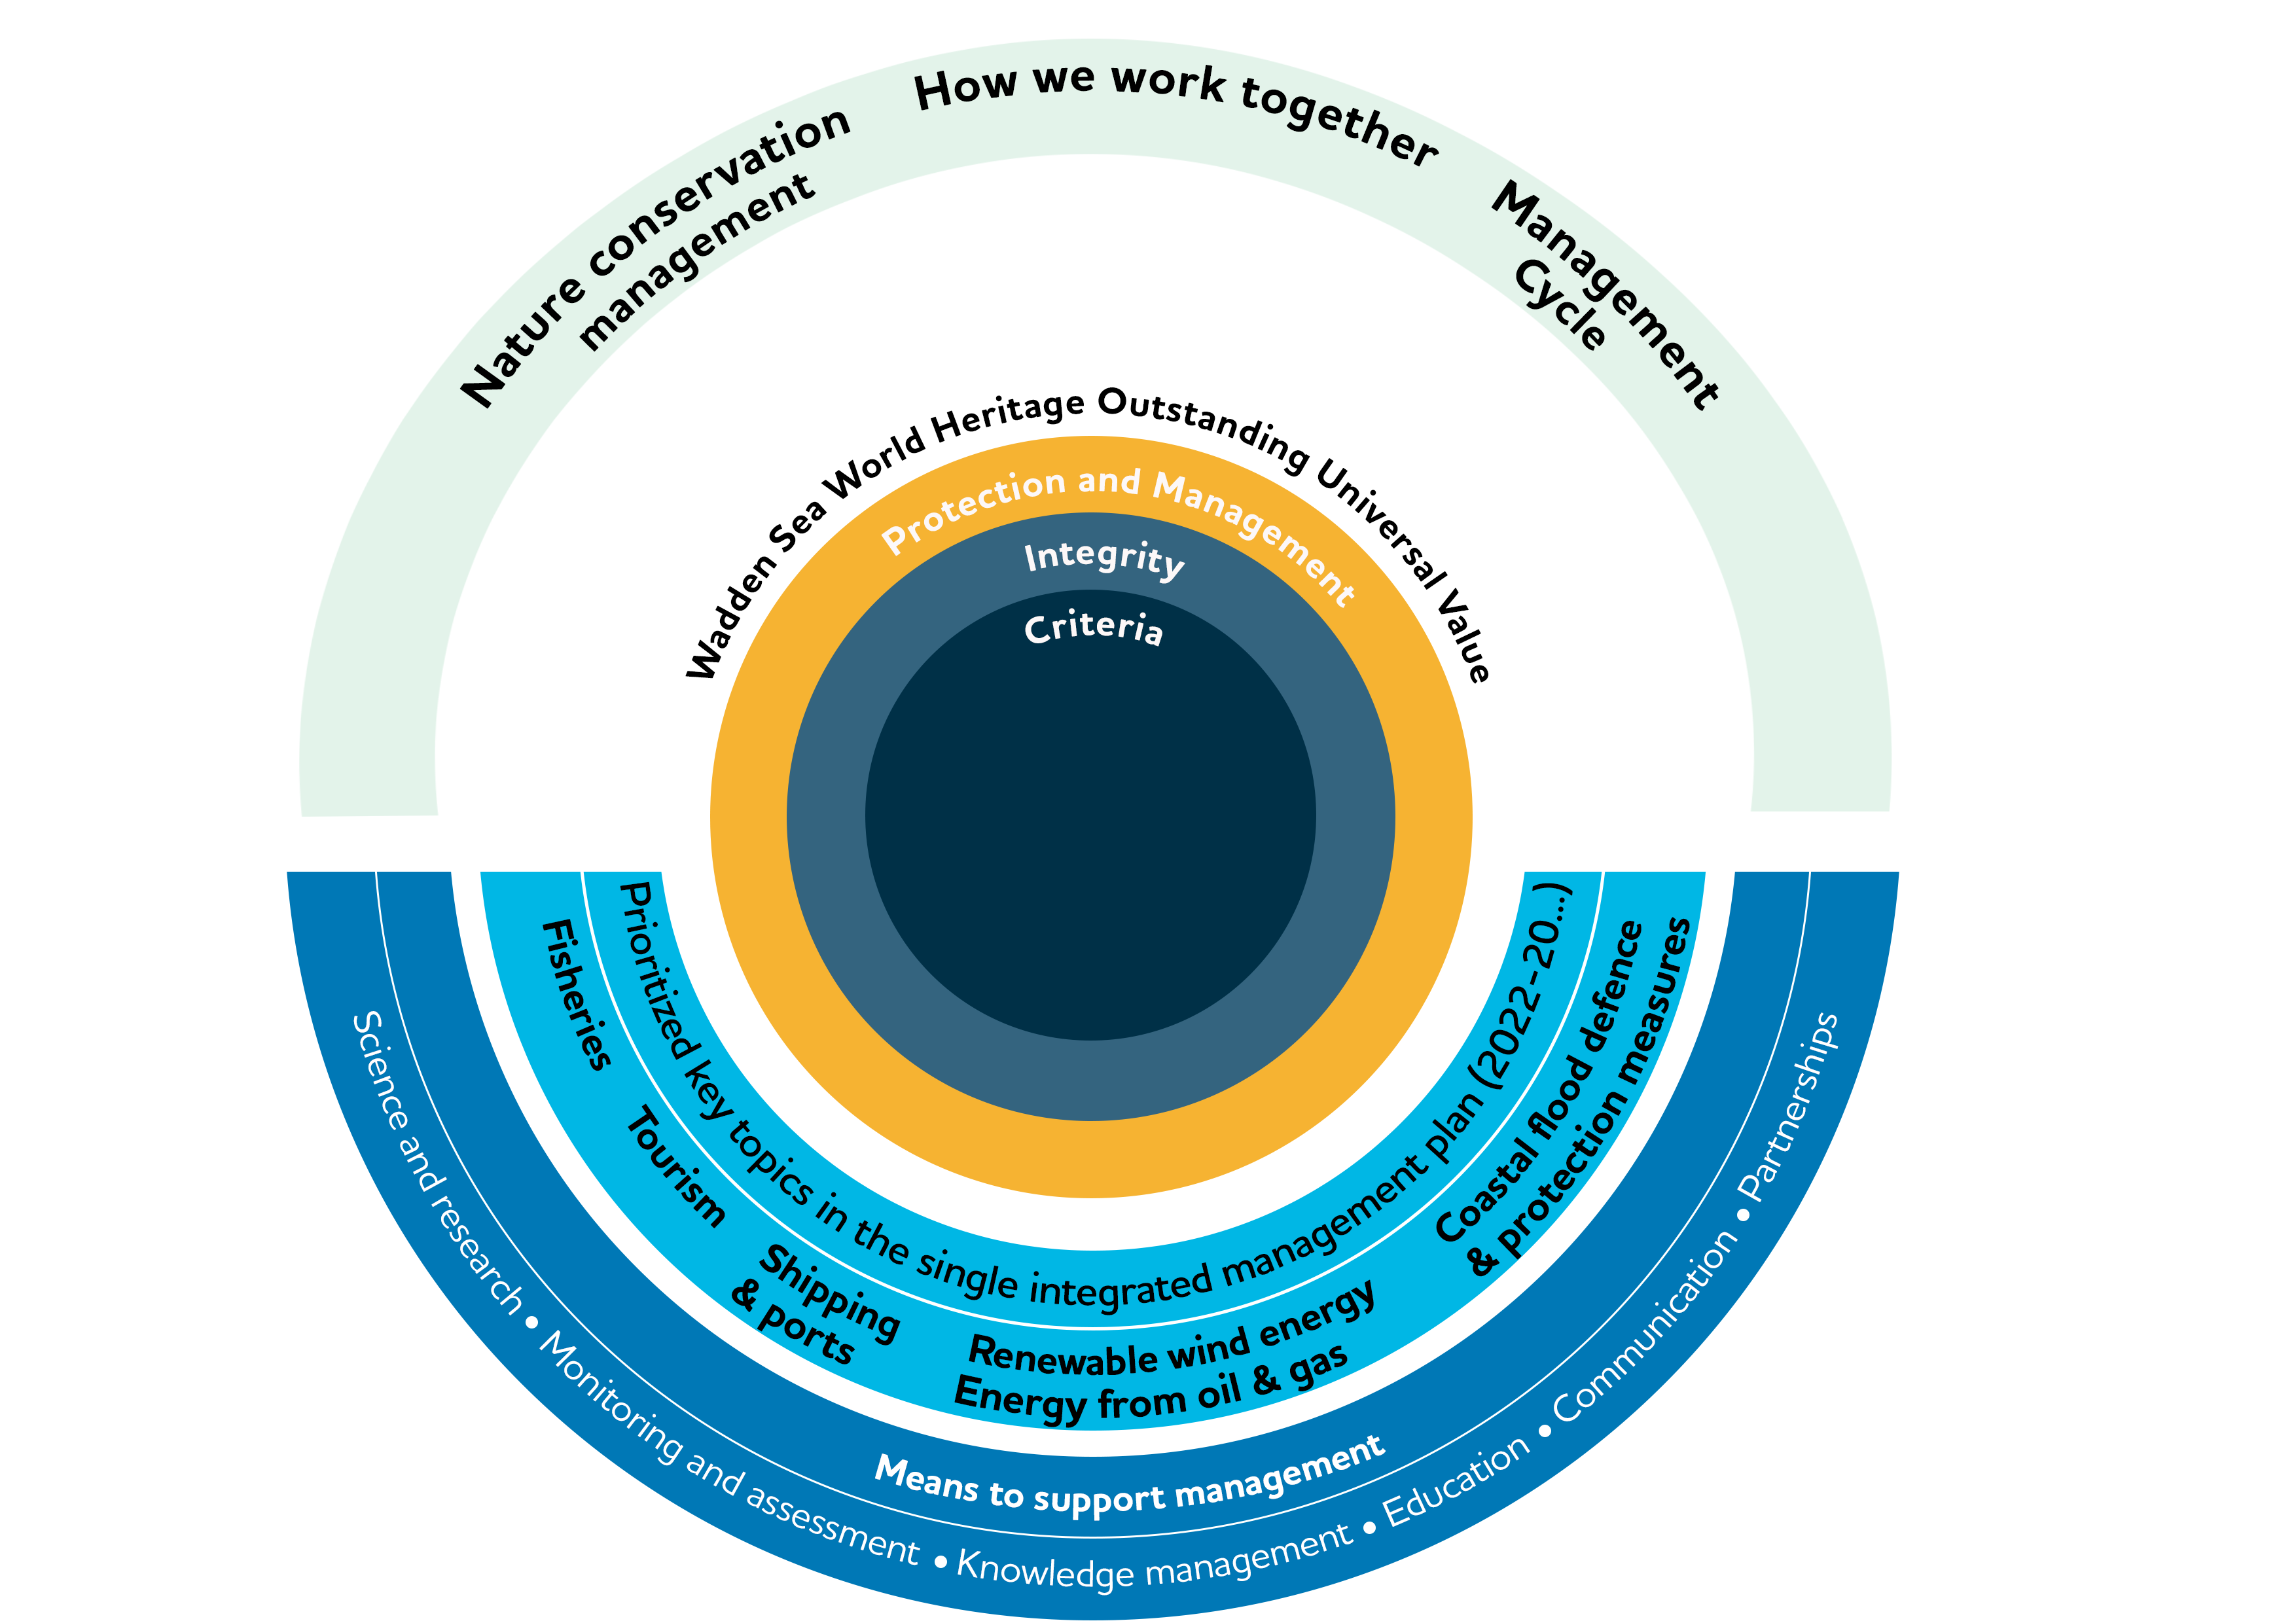 How we work together
Nature conservation
management
Management
Cycle
Wadden Sea World Heritage Outstanding Universal Value
Protection and Management
Integrity
Criteria
Prioritized key topics in the single integrated management plan (2022-20...)
Fisheries
Tourism
Shipping
& Ports
Renewable wind energy
Energy from oil & gas
Coastal flood defence
& protection measures
Means to support management
Science and research • Monitoring and assessment • Knowledge management • Education • Communication • Partnerships